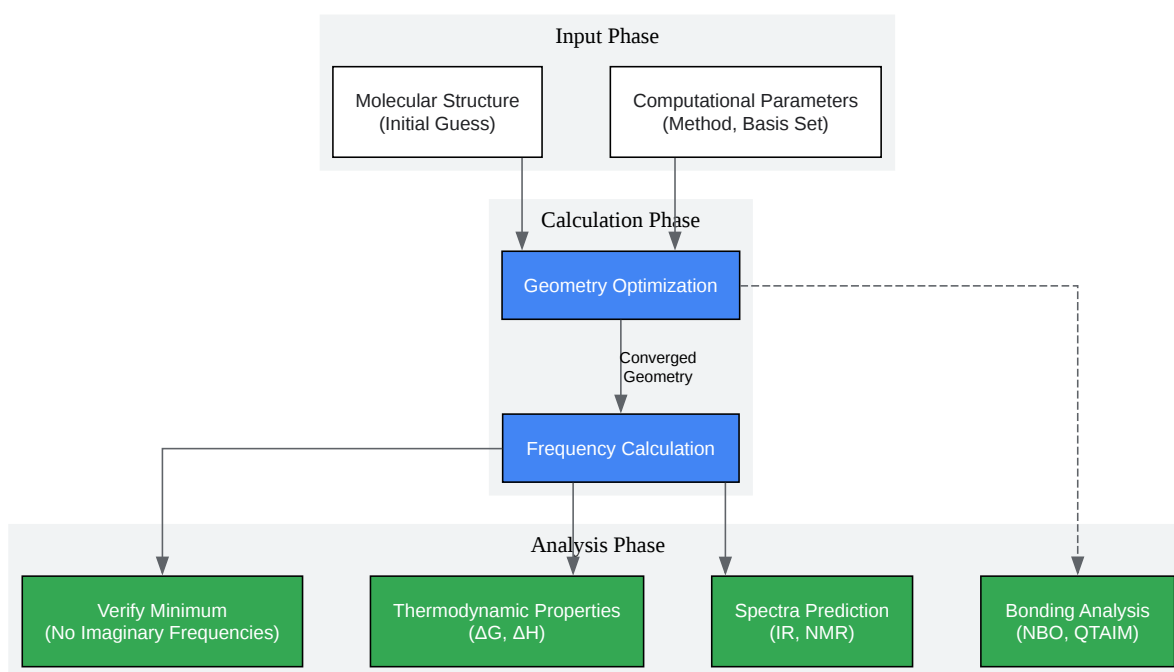 Input Phase
Molecular Structure
(Initial Guess)
Computational Parameters
(Method, Basis Set)
Calculation Phase
Geometry Optimization
Converged
Geometry
Frequency Calculation
Analysis Phase
Verify Minimum
(No Imaginary Frequencies)
Thermodynamic Properties
(ΔG, ΔH)
Spectra Prediction
(IR, NMR)
Bonding Analysis
(NBO, QTAIM)